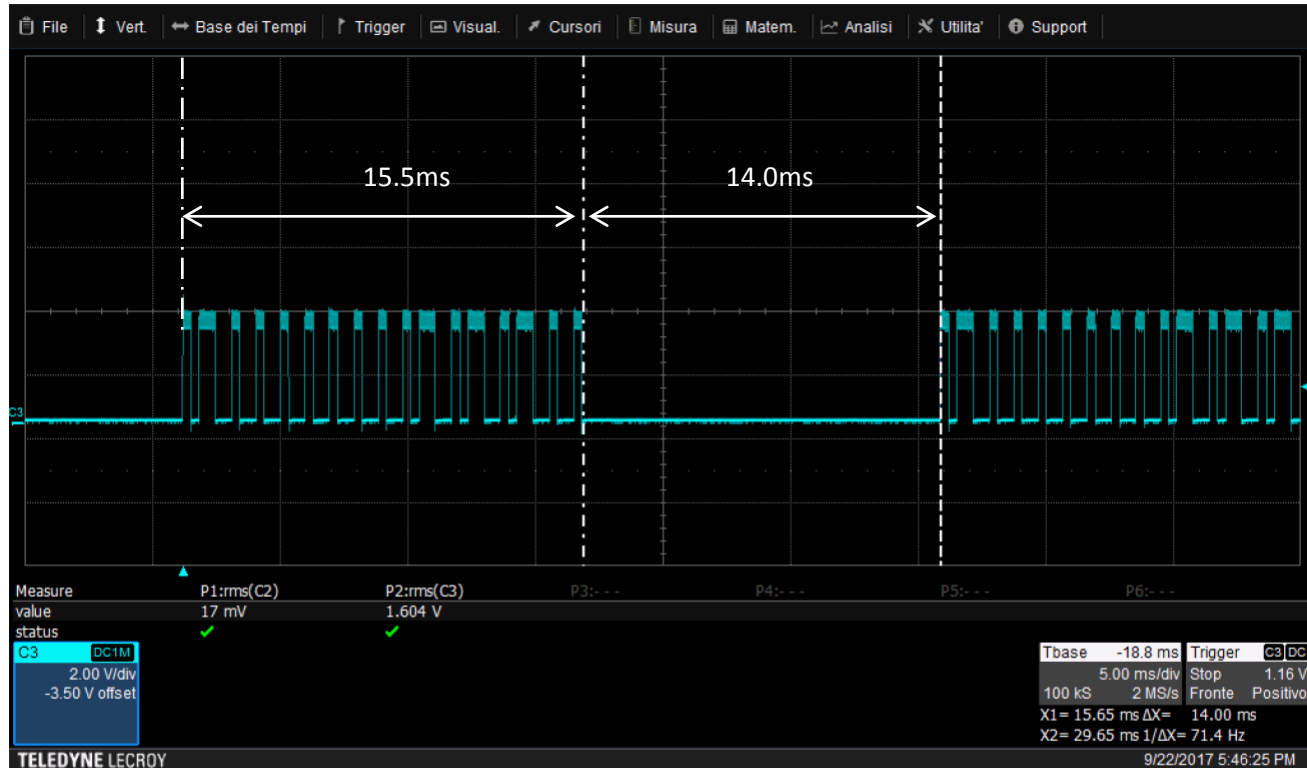 File Vert. Base dei Tempi Trigger Visual. Cursori Misura Matem. Analisi Utilita' Support
15.5ms 14.0ms
C3
Measure P1:rms(C2) P2:rms(C3) P3:- - - P4:- - - P5:- - - P6:- - -
value 17 mV 1.604 V
status
C3 DC1M
2.00 V/div
-3.50 V offset
Tbase -18.8 ms Trigger C3 DC
5.00 ms/div Stop 1.16 V
100 kS 2 MS/s Fronte Positivo
X1= 15.65 ms ΔX= 14.00 ms
X2= 29.65 ms 1/ΔX= 71.4 Hz
TELEDYNE LECROY 9/22/2017 5:46:25 PM